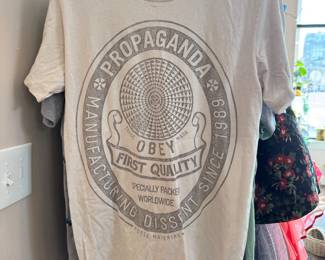 PROPAGANDA
MANUFACTURING DISSENT SINCE 1989
OBEY
FIRST QUALITY
SPECIALLY PACKED
WORLDWIDE